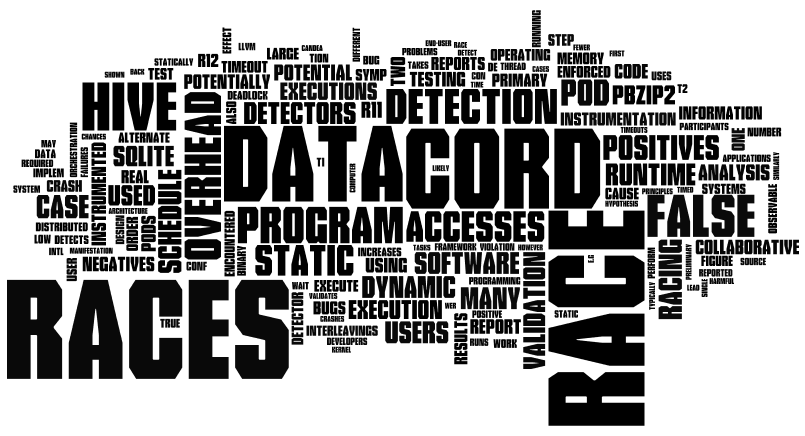 RUNNING
EFFECT
LLVM
LARGE
CANDEA
TION
DIFFERENT
BUG
END-USER
RACE
PROBLEMS
DETECT
OPERATING
STEP
FEWER
FIRST
SHOWN
BACK
STATICALLY
TEST
R12
TIMEOUT
POTENTIAL
SYMP
TWO
TAKES
REPORTS
DE
THREAD
CASES
MEMORY
ENFORCED
CODE
USES
POTENTIALLY
DEADLOCK
EXECUTIONS
TESTING
CON
TIME
PRIMARY
POD
PBZIP2
T2
HIVE
OVERHEAD
ALSO
DETECTORS
R11
DETECTION
INSTRUMENTATION
INFORMATION
TIMEOUTS
PARTICIPANTS
ORCHESTRATION
CHANCES
ALTERNATE
DATACORD
T1
COMPUTER
LIKELY
POSITIVES
ONE
NUMBER
MAY
DATA
REQUIRED
IMPLEM
FAILURES
INSTRUMENTED
SQLITE
REAL
RUNTIME
ANALYSIS
APPLICATIONS
SIMILARLY
SYSTEM
CRASH
USED
SCHEDULE
CAUSE
PRINCIPLES
TIMED
SYSTEMS
HYPOTHESIS
OBSERVABLE
CASE
ARCHITECTURE
DESIGN
ORDER
PODS
ENCOUNTERED
PROGRAM
ACCESSES
RACE
E.G
FALSE
DISTRIBUTED
LOW
DETECTS
INTL
MANIFESTATION
USER
NEGATIVES
CONF
BINARY
STATIC
INCREASES
TASKS
FRAMEWORK
VIOLATION
HOWEVER
USING
SOFTWARE
VALIDATION
TYPICALLY
PERFORM
RACING
PRELIMINARY
COLLABORATIVE
FIGURE
SOURCE
REPORTED
HARMFUL
LEAD
SINGLE
RACES
TRUE
DETECTOR
WAIT
EXECUTE
VALIDATES
DYNAMIC
PROGRAMMING
MANY
BUGS
CRASHES
EXECUTION
WER
POSITIVE
STATIC
INTERLEAVINGS
DEVELOPERS
KERNEL
USERS
RESULTS
REPORT
RUNS
WORK